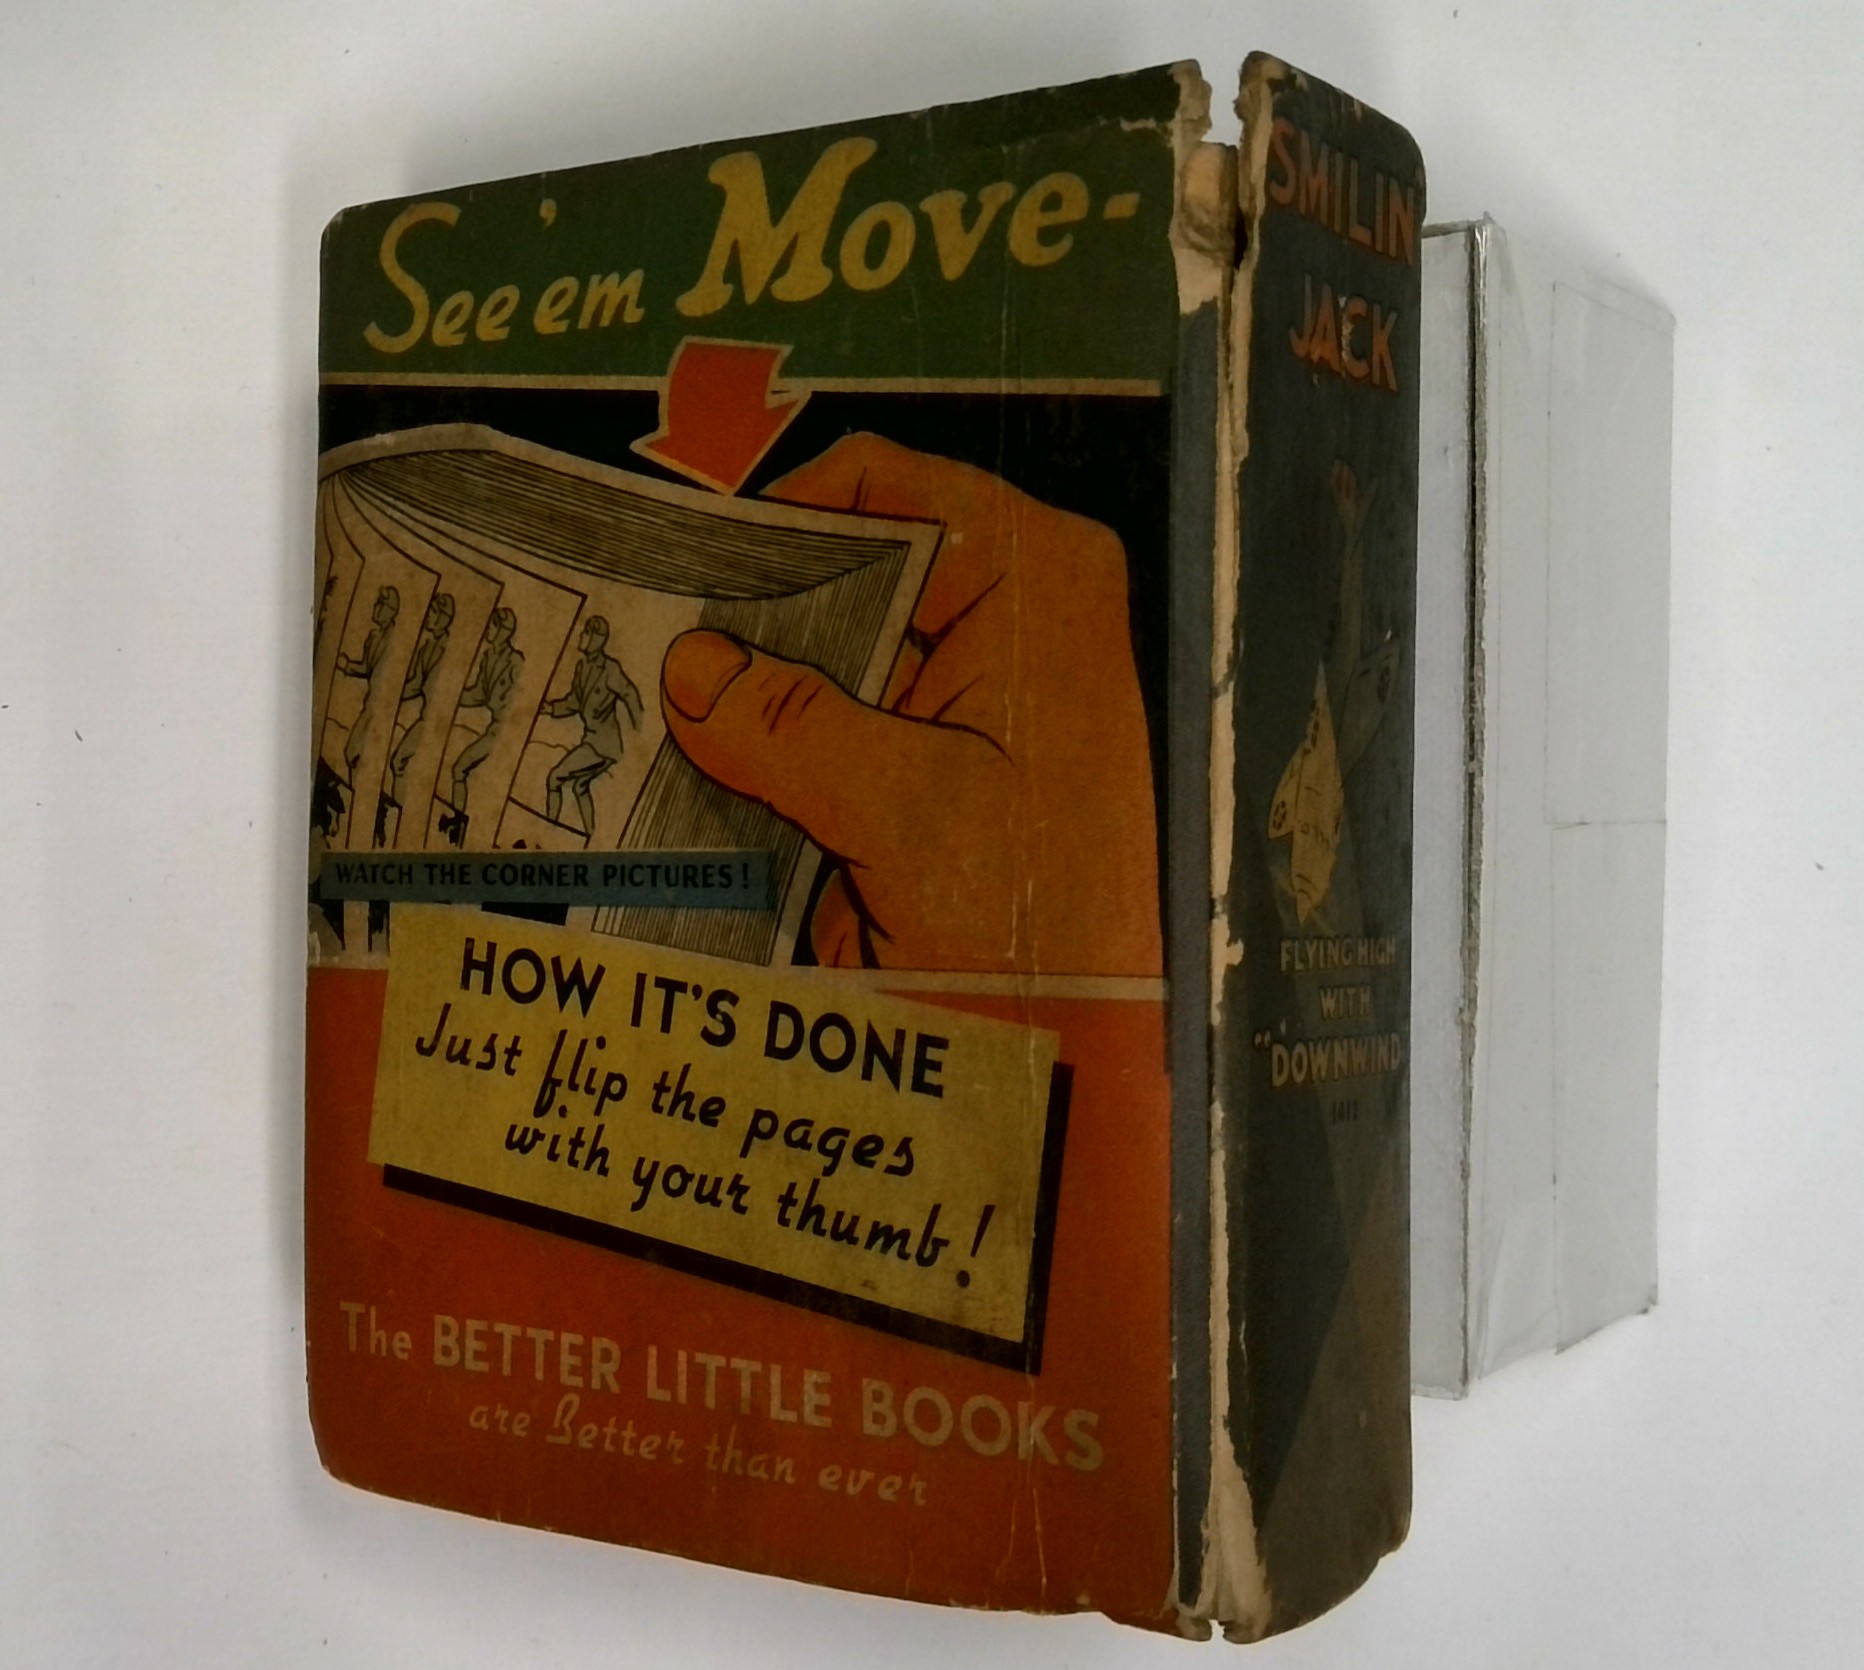 See 'em Move-
WATCH THE CORNER PICTURES!
HOW IT'S DONE
Just flip the pages
with your thumb!
The BETTER LITTLE BOOKS
are Better than ever
SMILIN
JACK
FLYING HIGH
WITH
"DOWNWIND
1412